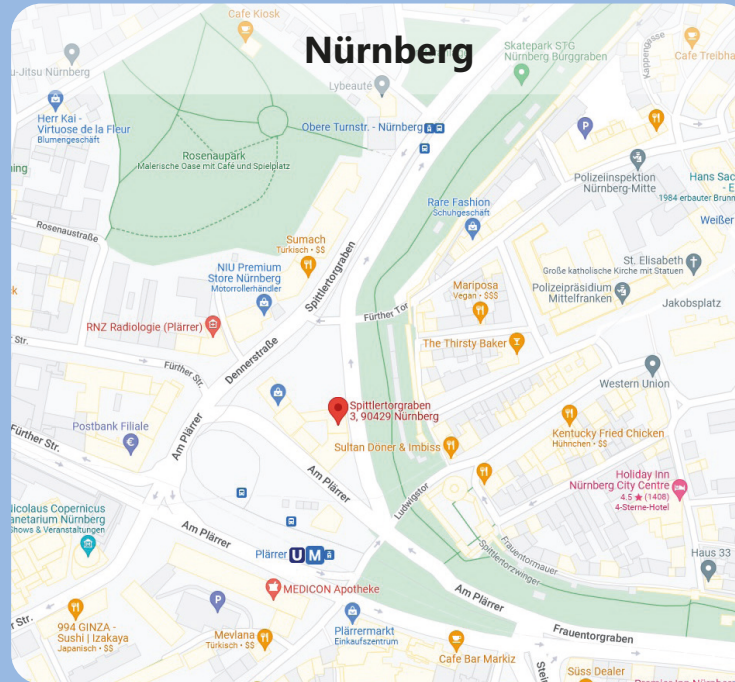 Cafe Kiosk
Nürnberg
Skatepark STG
Nürnberg Burggraben
Kappengasse
Cafe Treibha
u-Jitsu Nürnberg
Lybeauté
Herr Kai -
Virtuose de la Fleur
Blumengeschäft
Obere Turnstr. - Nürnberg
P
Rosenaupark
Malerische Oase mit Café und Spielplatz
ning
Polizeiinspektion
Nürnberg-Mitte
Hans Sac
- E
1984 erbauter Brunn
Rare Fashion
Schuhgeschäft
Weißer
Rosenaustraße
Sumach
Türkisch • $$
Spittlertorgraben
St. Elisabeth
Große katholische Kirche mit Statuen
NIU Premium
Store Nürnberg
Motorrollerhändler
Mariposa
Vegan • $$$
Polizeipräsidium
Mittelfranken
Jakobsplatz
k
Fürther Tor
RNZ Radiologie (Plärrer)
Str.
The Thirsty Baker
Dennerstraße
Fürther Str.
Western Union
Spittlertorgraben
3, 90429 Nürnberg
Postbank Filiale
Am Plärrer
Fürther Str.
Kentucky Fried Chicken
Hühnchen • $$
Sultan Döner & Imbiss
Am Plärrer
Holiday Inn
Nürnberg City Centre
4.5 ★ (1408)
4-Sterne-Hotel
Ludwigstor
Nicolaus Copernicus
anetarium Nürnberg
Shows & Veranstaltungen
Am Plärrer
Frauentormauer
Spittlertorzwinger
Haus 33
Plärrer U M
MEDICON Apotheke
Am Plärrer
P
Str.
994 GINZA -
Sushi | Izakaya
Japanisch • $$
Mevlana
Türkisch • $$
Plärrermarkt
Einkaufszentrum
Frauentorgraben
Cafe Bar Markiz
Stein
Süss Dealer